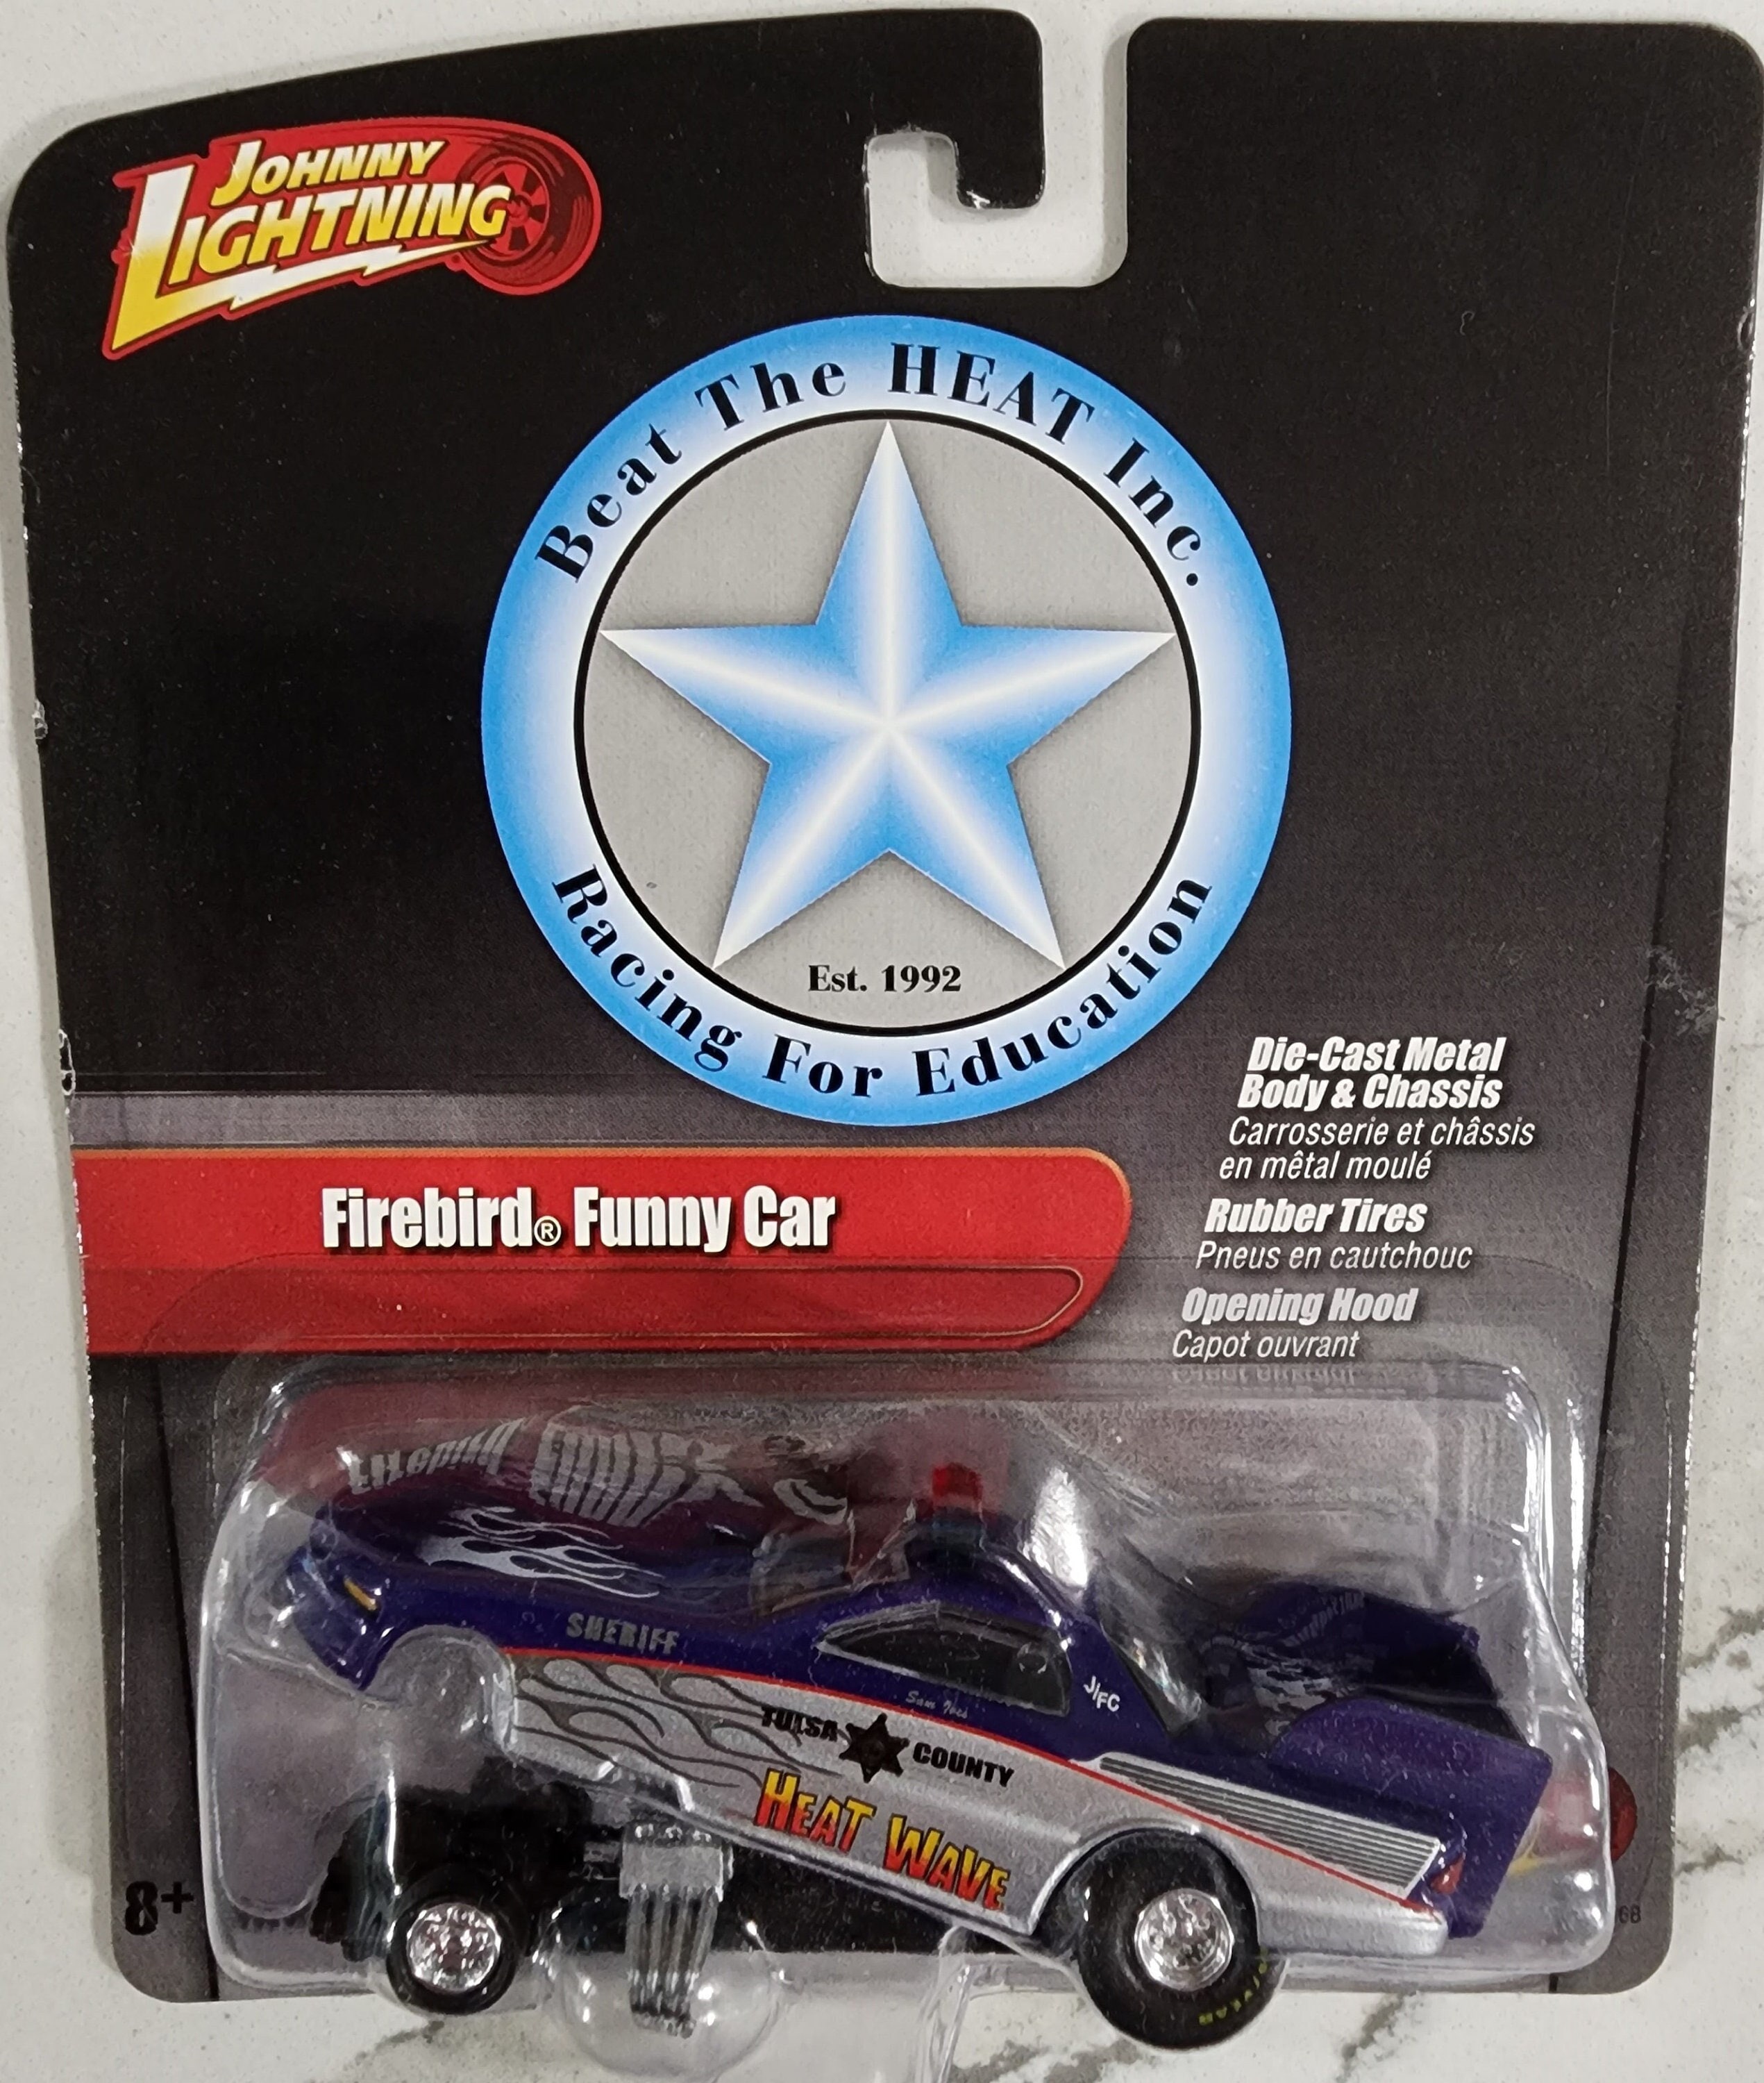 JOHNNY
LIGHTNING
Beat The HEAT Inc.
Est. 1992
Racing For Education
Die-Cast Metal
Body & Chassis
Carrosserie et châssis
en mêtal moulé
Rubber Tires
Pneus en cautchouc
Opening Hood
Capot ouvrant
Firebird® Funny Car
SHERIFF
J/FC
TULSA COUNTY
HEAT WAVE
8+